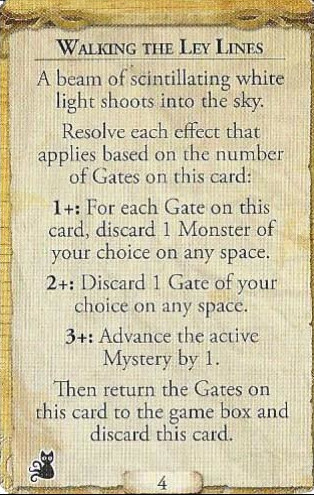 WALKING THE LEY LINES
A beam of scintillating white
light shoots into the sky.
Resolve each effect that
applies based on the number
of Gates on this card:
1+: For each Gate on this
card, discard 1 Monster of
your choice on any space.
2+: Discard 1 Gate of your
choice on any space.
3+: Advance the active
Mystery by 1.
Then return the Gates on
this card to the game box and
discard this card.
4